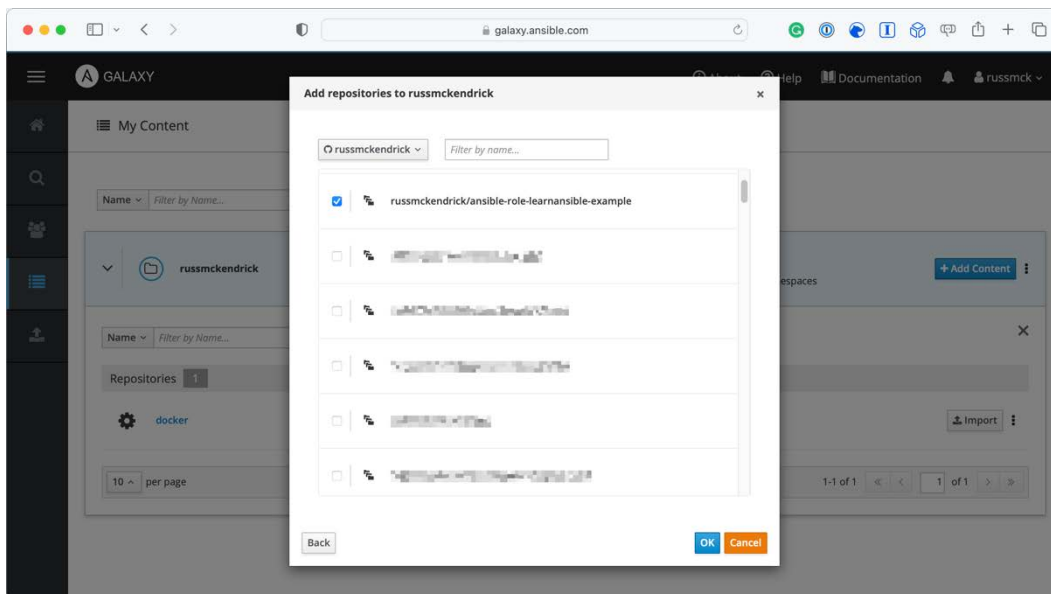 galaxy.ansible.com
GALAXY
Help
Documentation
russmck
My Content
Add repositories to russmckendrick
russmckendrick
Filter by name...
russmckendrick/ansible-role-learnansible-example
Name
Filter by Name...
russmckendrick
espaces
+ Add Content
Name
Filter by Name...
Repositories 1
docker
Import
10 per page
1-1 of 1
1 of 1
Back
OK
Cancel